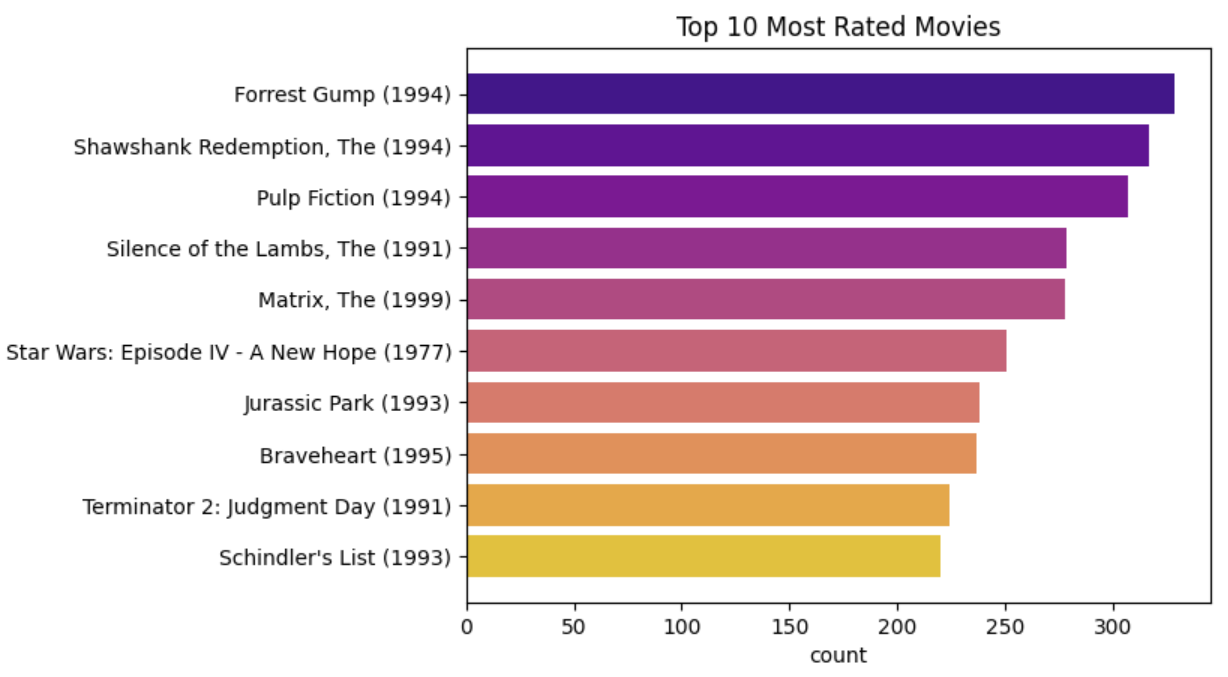 Top 10 Most Rated Movies
Forrest Gump (1994)
Shawshank Redemption, The (1994)
Pulp Fiction (1994)
Silence of the Lambs, The (1991)
Matrix, The (1999)
Star Wars: Episode IV - A New Hope (1977)
Jurassic Park (1993)
Braveheart (1995)
Terminator 2: Judgment Day (1991)
Schindler's List (1993)
0 50 100 150 200 250 300
count